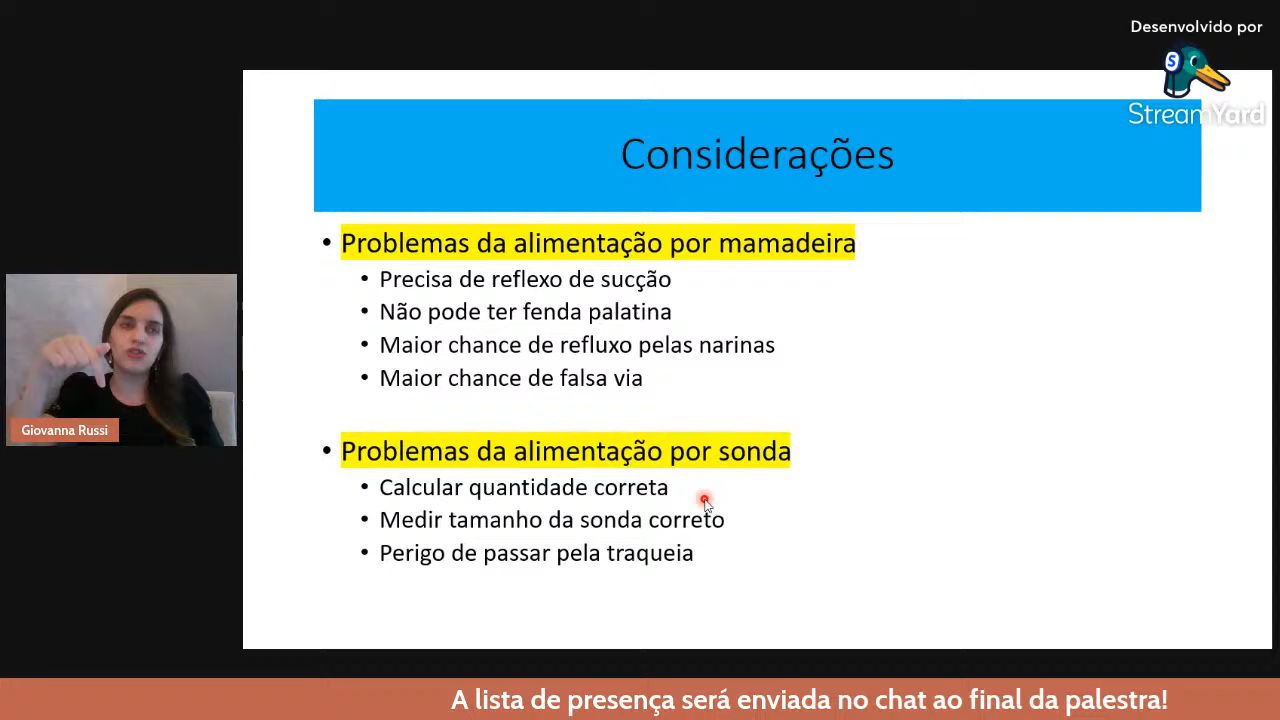 Desenvolvido por
StreamYard
Considerações
• Problemas da alimentação por mamadeira
• Precisa de reflexo de sucção
• Não pode ter fenda palatina
• Maior chance de refluxo pelas narinas
• Maior chance de falsa via
• Problemas da alimentação por sonda
• Calcular quantidade correta
• Medir tamanho da sonda correto
• Perigo de passar pela traqueia
Giovanna Russi
A lista de presença será enviada no chat ao final da palestra!